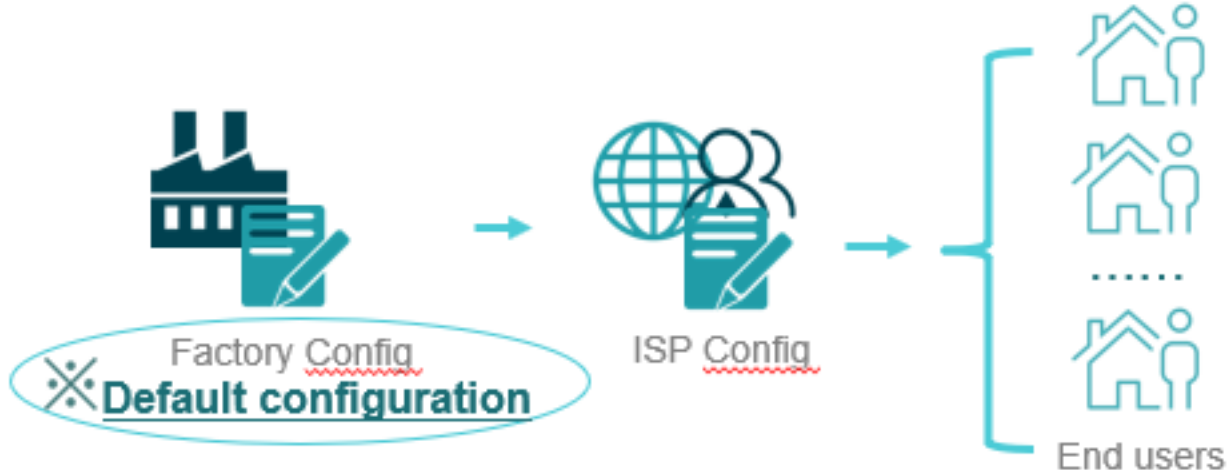 Factory Config
※Default configuration
ISP Config
......
End users